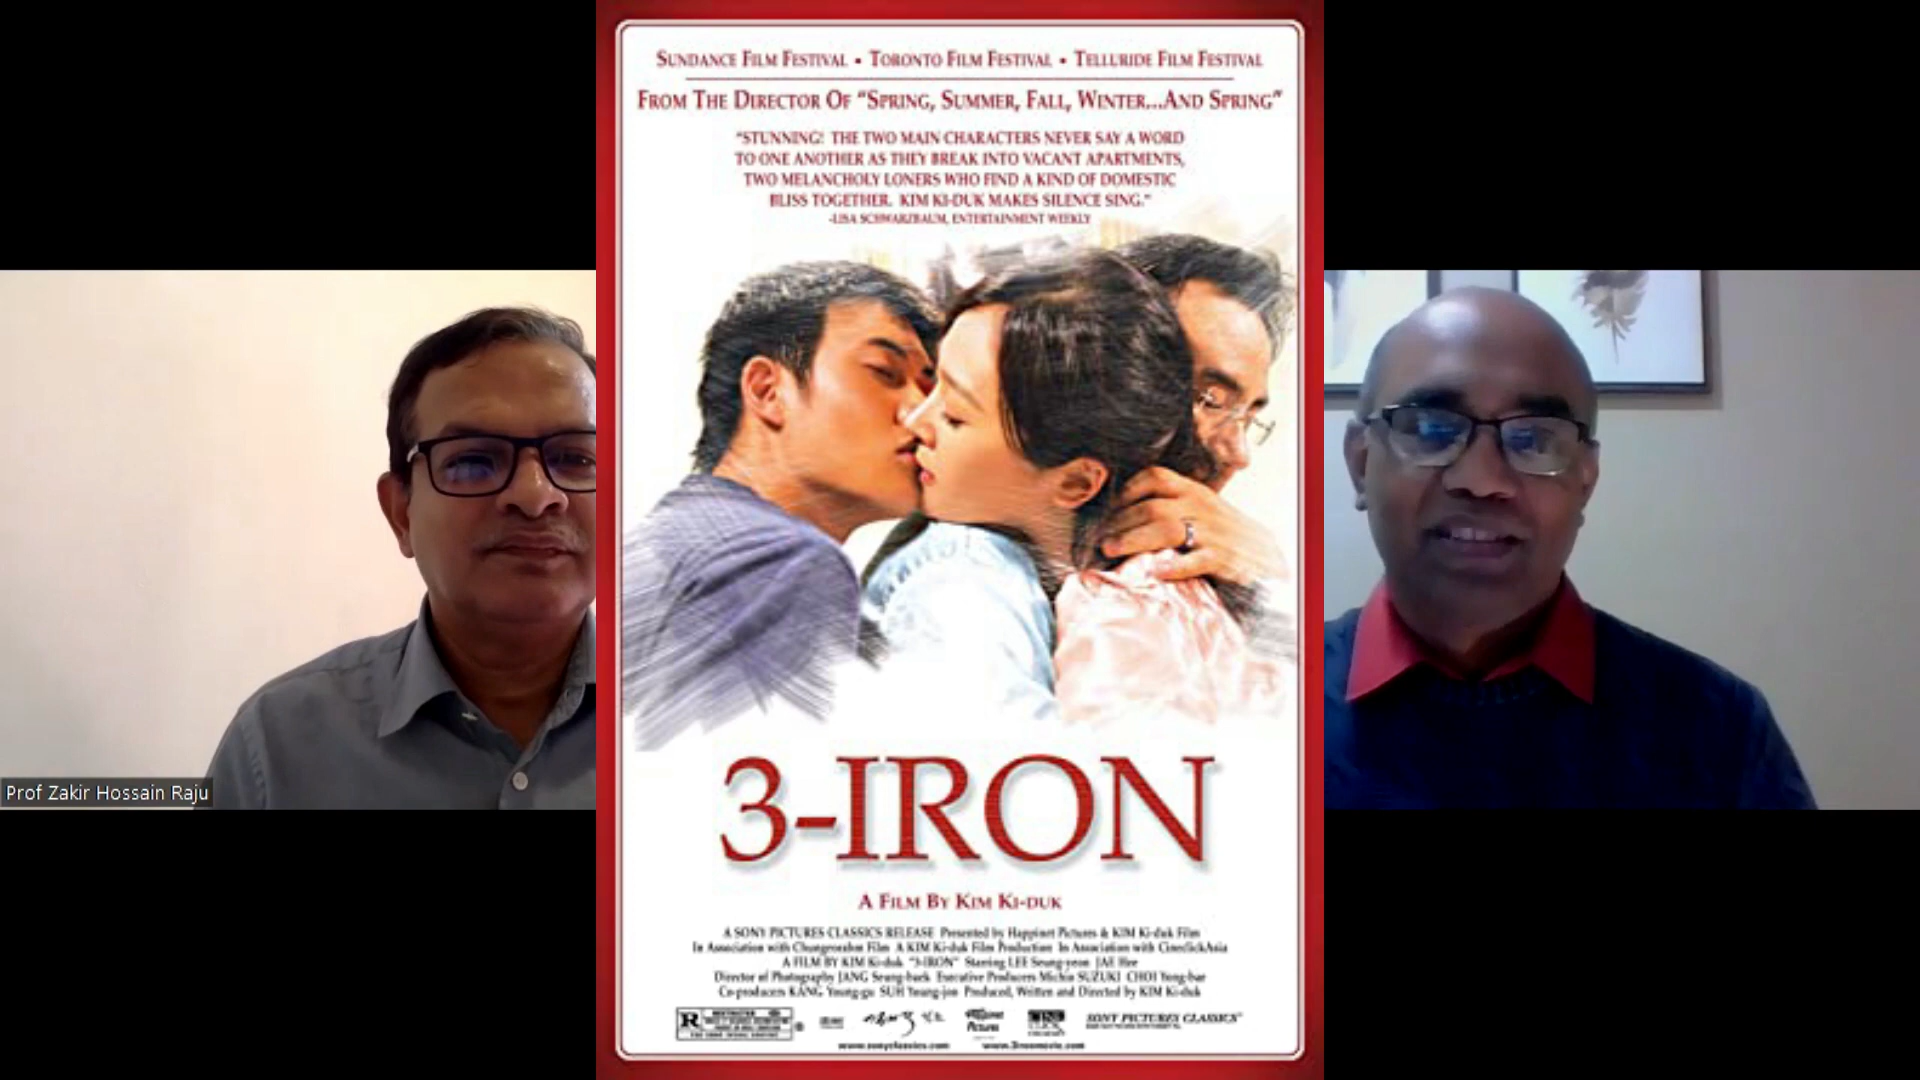 SUNDANCE FILM FESTIVAL • TORONTO FILM FESTIVAL • TELLURIDE FILM FESTIVAL
FROM THE DIRECTOR OF "SPRING, SUMMER, FALL, WINTER...AND SPRING"
"STUNNING! THE TWO MAIN CHARACTERS NEVER SAY A WORD
TO ONE ANOTHER AS THEY BREAK INTO VACANT APARTMENTS,
TWO MELANCHOLY LONERS WHO FIND A KIND OF DOMESTIC
BLISS TOGETHER. KIM KI-DUK MAKES SILENCE SING."
-LISA SCHWARZBAUM, ENTERTAINMENT WEEKLY
Prof Zakir Hossain Raju
3-IRON
A FILM BY KIM KI-DUK
A SONY PICTURES CLASSICS RELEASE Presented by Happinet Pictures & KIM Ki-duk Film
In Association with Chungeorahm Film A KIM Ki-duk Film Production In Association with CineclickAsia
A FILM BY KIM Ki-duk "3-IRON" Starring LEE Seung-yeon JAE Hee
Director of Photography JANG Seung-baek Executive Producers Michio SUZUKI CHOI Yong-bae
Co-producers KANG Young-gu SUH Young-joo Produced, Written and Directed by KIM Ki-duk
R RESTRICTED
SONY PICTURES CLASSICS
www.sonyclassics.com www.3ironmovie.com